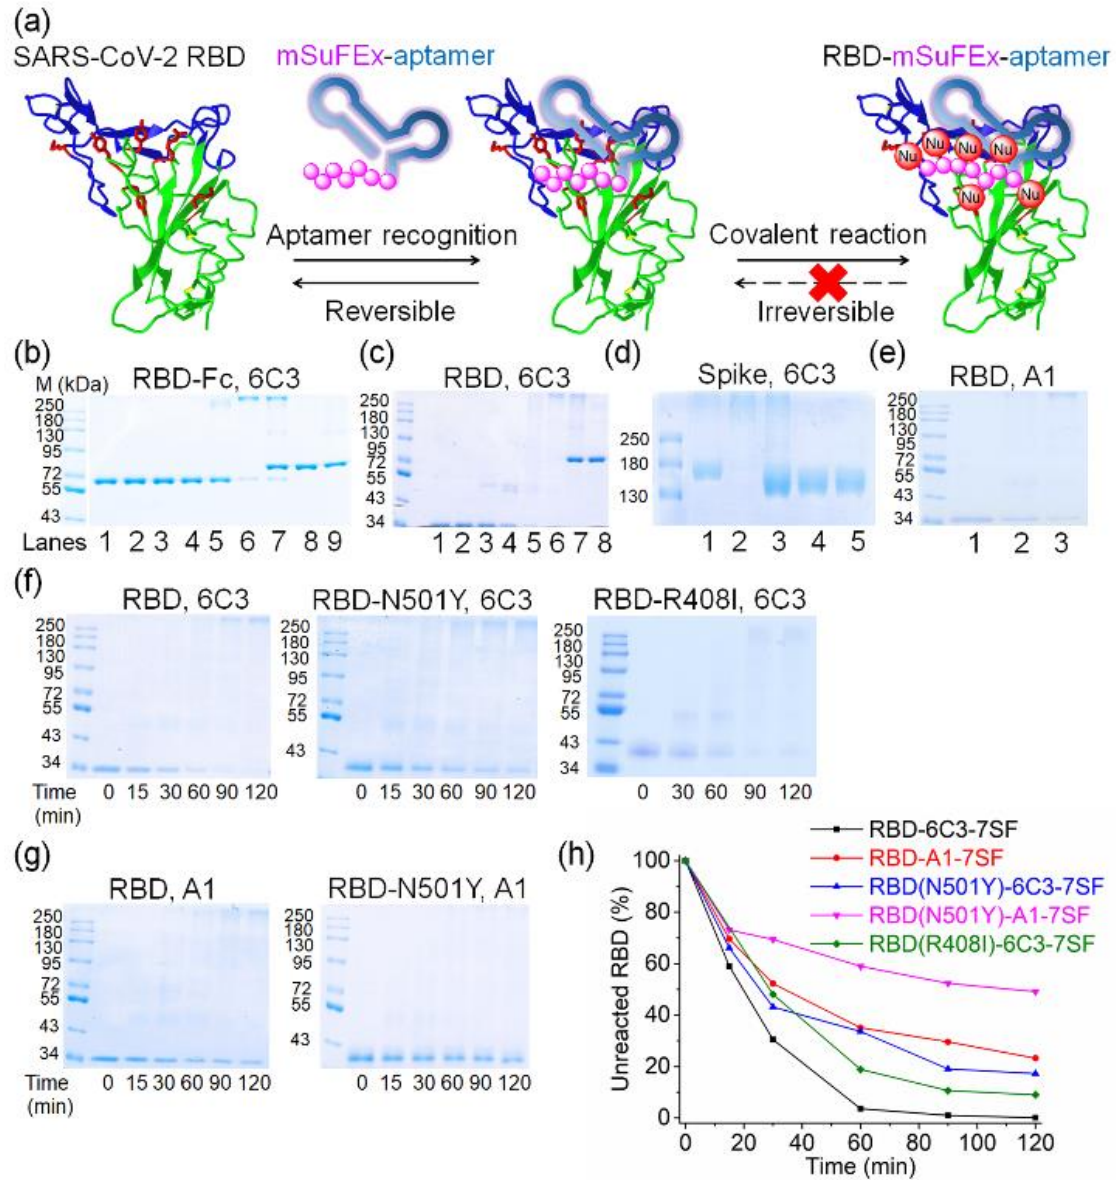 (a)
SARS-CoV-2 RBD mSuFEx-aptamer RBD-mSuFEx-aptamer
Nu Nu Nu Nu
Nu Nu
Aptamer recognition Covalent reaction
Reversible Irreversible
(b) (c) (d) (e)
M (kDa) RBD-Fc, 6C3 RBD, 6C3 Spike, 6C3 RBD, A1
250 250 250
180 180 180
130 130 250 130
95 95 95
72 72 180 72
55 55 55
43 43 130 43
34 34
Lanes 1 2 3 4 5 6 7 8 9 1 2 3 4 5 6 7 8 1 2 3 4 5 1 2 3
(f)
RBD, 6C3 RBD-N501Y, 6C3 RBD-R408I, 6C3
250 250 250
180 180 180
130 130 130
95 95 95
72 72 72
55 55 55
43 43 43
34 34
Time 0 15 30 60 90 120 0 15 30 60 90 120 0 30 60 90 120
(min)
(g)
RBD, A1 RBD-N501Y, A1
250 250
180 180
130 130
95 95
72 72
55 55
43 43
34
Time 0 15 30 60 90 120 0 15 30 60 90 120
(min)
(h)
RBD-6C3-7SF
RBD-A1-7SF
RBD(N501Y)-6C3-7SF
RBD(N501Y)-A1-7SF
RBD(R408I)-6C3-7SF
Unreacted RBD (%)
100
80
60
40
20
0
0 20 40 60 80 100 120
Time (min)